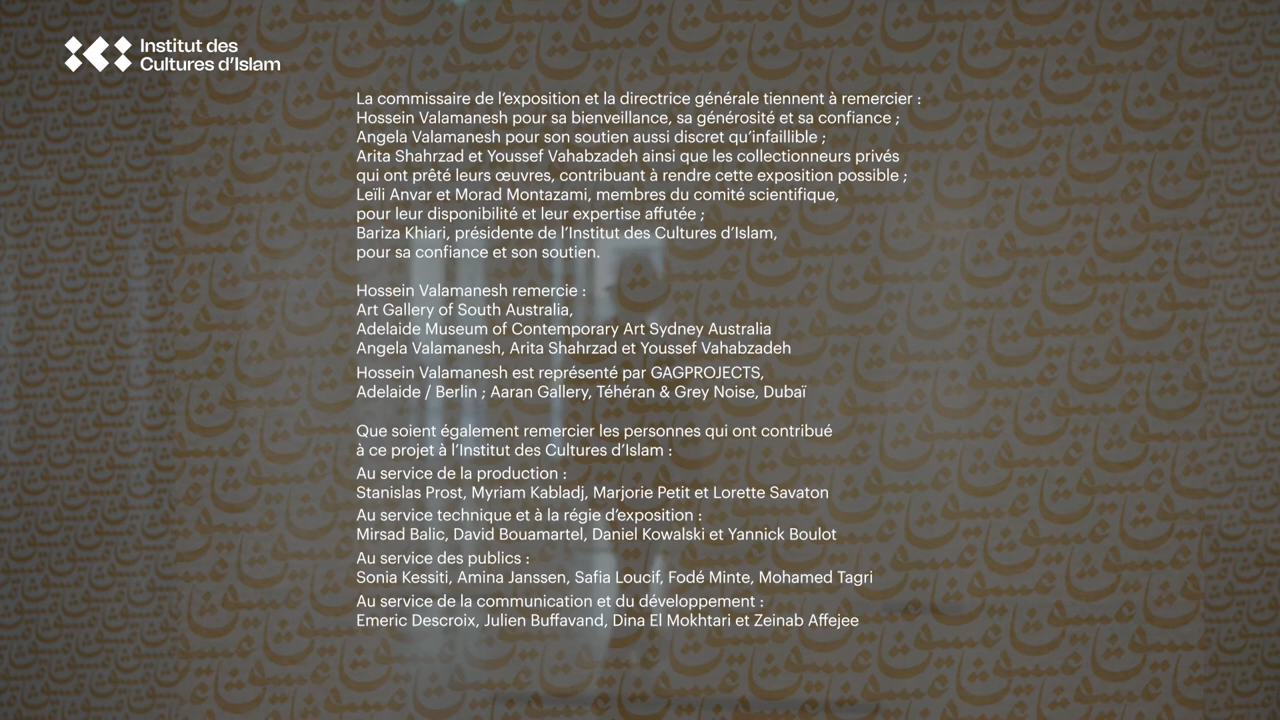 Institut des
Cultures d'Islam
La commissaire de l'exposition et la directrice générale tiennent à remercier :
Hossein Valamanesh pour sa bienveillance, sa générosité et sa confiance ;
Angela Valamanesh pour son soutien aussi discret qu'infaillible ;
Arita Shahrzad et Youssef Vahabzadeh ainsi que les collectionneurs privés
qui ont prêté leurs œuvres, contribuant à rendre cette exposition possible ;
Leïli Anvar et Morad Montazami, membres du comité scientifique,
pour leur disponibilité et leur expertise affutée ;
Bariza Khiari, présidente de l'Institut des Cultures d'Islam,
pour sa confiance et son soutien.
Hossein Valamanesh remercie :
Art Gallery of South Australia,
Adelaide Museum of Contemporary Art Sydney Australia
Angela Valamanesh, Arita Shahrzad et Youssef Vahabzadeh
Hossein Valamanesh est représenté par GAGPROJECTS,
Adelaide / Berlin ; Aaran Gallery, Téhéran & Grey Noise, Dubaï
Que soient également remercier les personnes qui ont contribué
à ce projet à l'Institut des Cultures d'Islam :
Au service de la production :
Stanislas Prost, Myriam Kabladj, Marjorie Petit et Lorette Savaton
Au service technique et à la régie d'exposition :
Mirsad Balic, David Bouamartel, Daniel Kowalski et Yannick Boulot
Au service des publics :
Sonia Kessiti, Amina Janssen, Safia Loucif, Fodé Minte, Mohamed Tagri
Au service de la communication et du développement :
Emeric Descroix, Julien Buffavand, Dina El Mokhtari et Zeinab Affejee